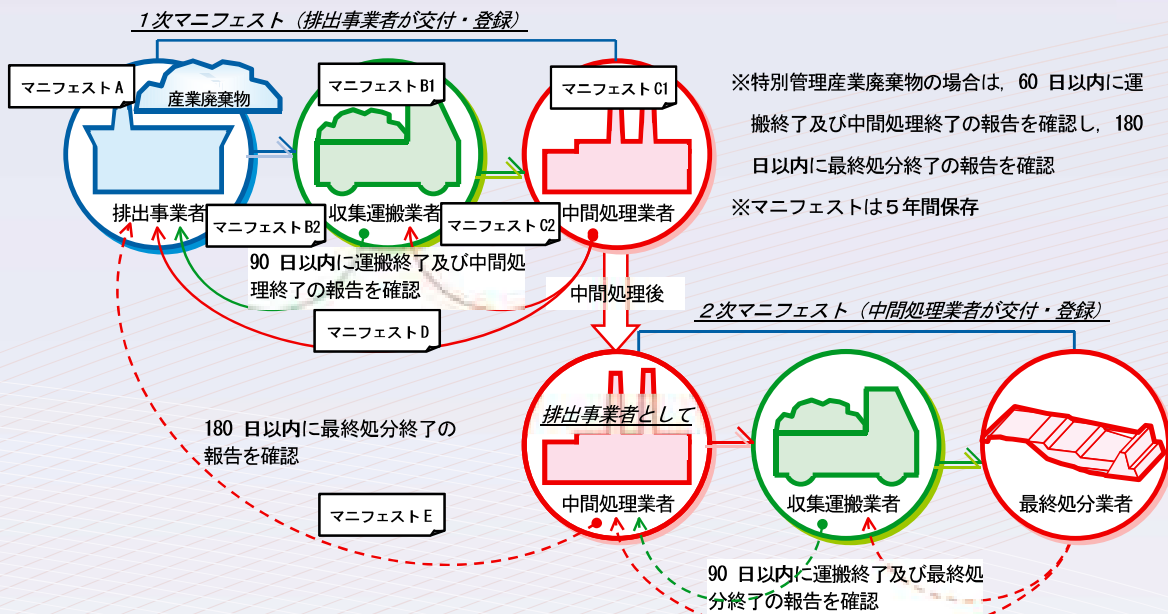 1次マニフェスト（排出事業者が交付・登録）
マニフェストA
産業廃棄物
マニフェストB1
マニフェストC1
※特別管理産業廃棄物の場合は，60 日以内に運
搬終了及び中間処理終了の報告を確認し，180
日以内に最終処分終了の報告を確認
※マニフェストは5年間保存
排出事業者
収集運搬業者
中間処理業者
マニフェストB2
マニフェストC2
90 日以内に運搬終了及び中間処
理終了の報告を確認
中間処理後
マニフェストD
2次マニフェスト（中間処理業者が交付・登録）
排出事業者として
180 日以内に最終処分終了の
報告を確認
中間処理業者
収集運搬業者
最終処分業者
マニフェストE
90 日以内に運搬終了及び最終処
分終了の報告を確認